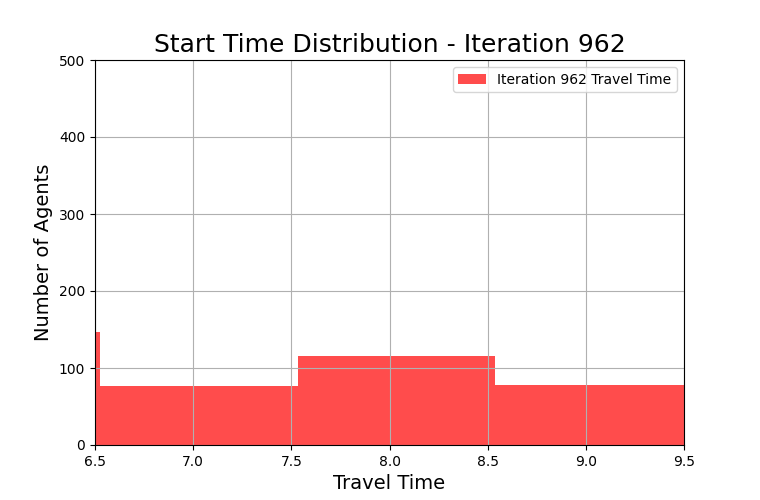 Start Time Distribution - Iteration 962
Iteration 962 Travel Time
Number of Agents
500
400
300
200
100
0
6.5 7.0 7.5 8.0 8.5 9.0 9.5
Travel Time